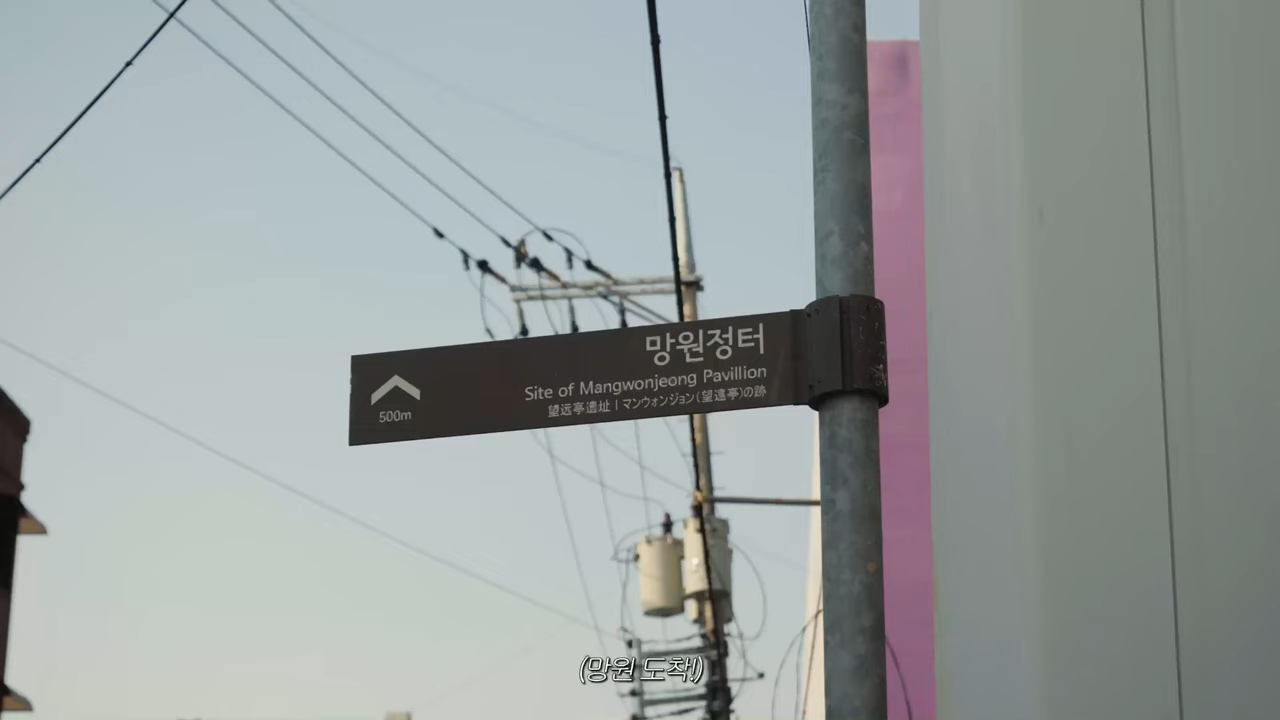 망원정터
Site of Mangwonjeong Pavillion
望远亭遗址 | マンウォンジョン(望遠亭)の跡
500m
(망원 도착!)